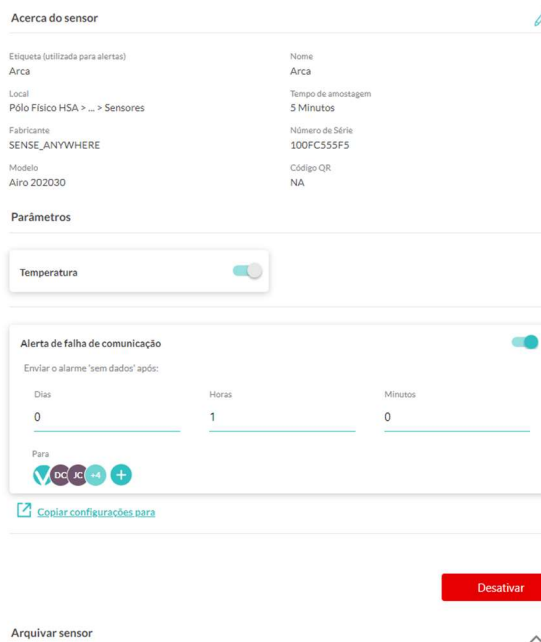 Acerca do sensor
Etiqueta (utilizada para alertas)
Arca
Nome
Arca
Local
Pólo Físico HSA > ... > Sensores
Tempo de amostagem
5 Minutos
Fabricante
SENSE_ANYWHERE
Número de Série
100FC555F5
Modelo
Airo 202030
Código QR
NA
Parâmetros
Temperatura
Alerta de falha de comunicação
Enviar o alarme 'sem dados' após:
Dias
0
Horas
1
Minutos
0
Para
DC JC +4 +
Copiar configurações para
Desativar
Arquivar sensor